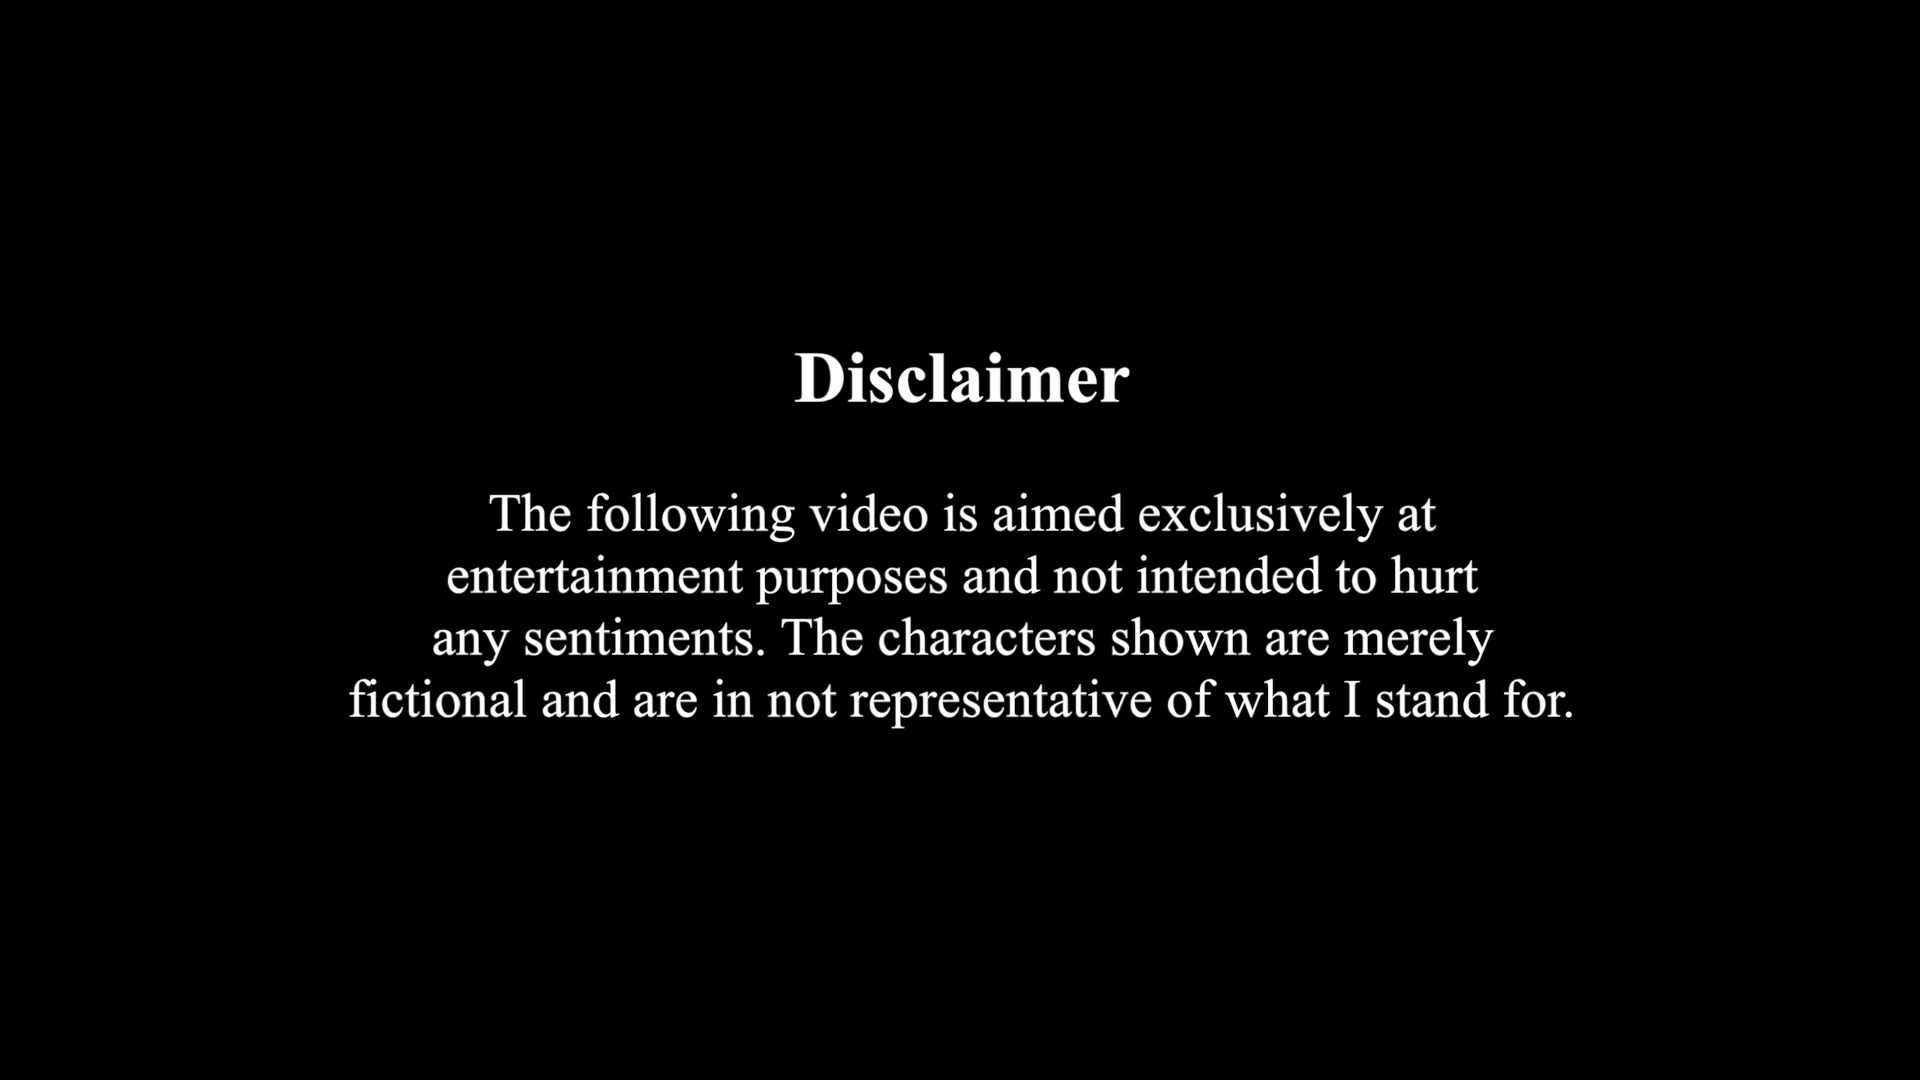 Disclaimer
The following video is aimed exclusively at
entertainment purposes and not intended to hurt
any sentiments. The characters shown are merely
fictional and are in not representative of what I stand for.